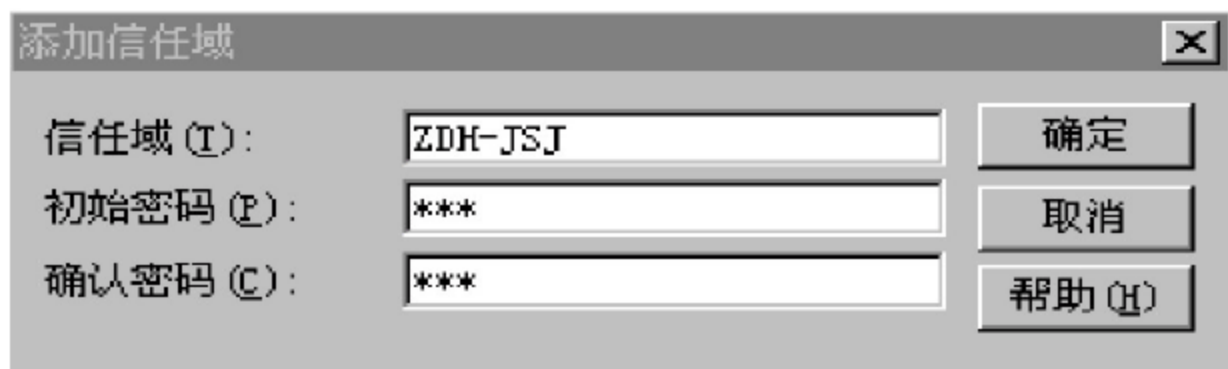 添加信任域
信任域(T): ZDH-JSJ 确定
初始密码(P): *** 取消
确认密码(C): *** 帮助(H)